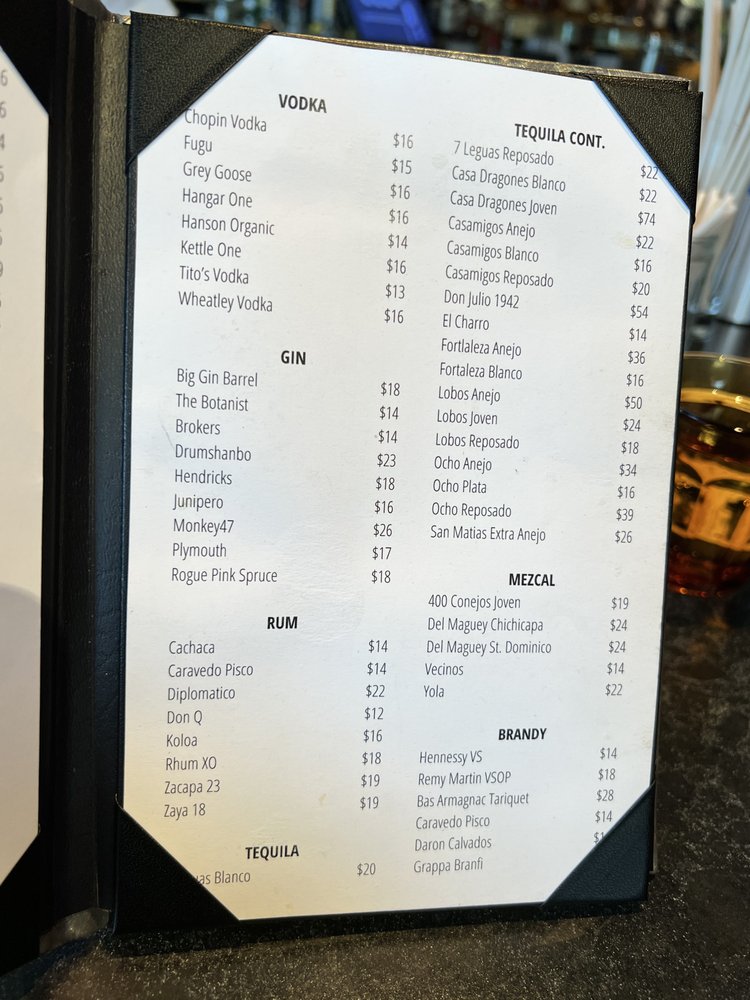 VODKA
Chopin Vodka $16
Fugu $15
Grey Goose $16
Hangar One $16
Hanson Organic $14
Kettle One $16
Tito's Vodka $13
Wheatley Vodka $16
GIN
Big Gin Barrel $18
The Botanist $14
Brokers $14
Drumshanbo $23
Hendricks $18
Junipero $16
Monkey47 $26
Plymouth $17
Rogue Pink Spruce $18
RUM
Cachaca $14
Caravedo Pisco $14
Diplomatico $22
Don Q $12
Koloa $16
Rhum XO $18
Zacapa 23 $19
Zaya 18 $19
TEQUILA
Blanco $20
TEQUILA CONT.
7 Leguas Reposado $22
Casa Dragones Blanco $22
Casa Dragones Joven $74
Casamigos Anejo $22
Casamigos Blanco $16
Casamigos Reposado $20
Don Julio 1942 $54
El Charro $14
Fortlaleza Anejo $36
Fortaleza Blanco $16
Lobos Anejo $50
Lobos Joven $24
Lobos Reposado $18
Ocho Anejo $34
Ocho Plata $16
Ocho Reposado $39
San Matias Extra Anejo $26
MEZCAL
400 Conejos Joven $19
Del Maguey Chichicapa $24
Del Maguey St. Dominico $24
Vecinos $14
Yola $22
BRANDY
Hennessy VS $14
Remy Martin VSOP $18
Bas Armagnac Tariquet $28
Caravedo Pisco $14
Daron Calvados
Grappa Branfi